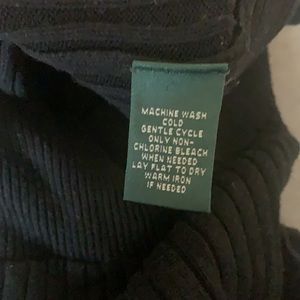 MACHINE WASH
COLD
GENTLE CYCLE
ONLY NON-
CHLORINE BLEACH
WHEN NEEDED
LAY FLAT TO DRY
WARM IRON
IF NEEDED